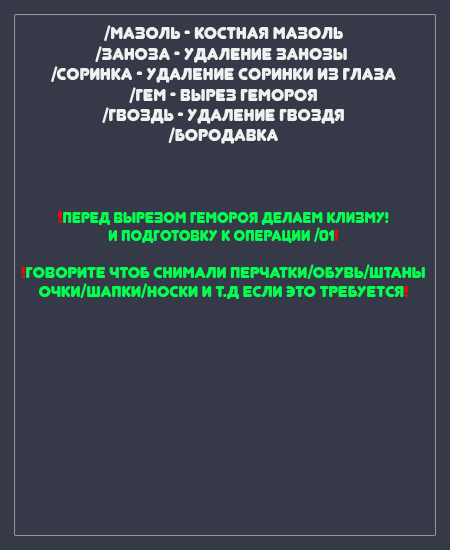 /МАЗОЛЬ - КОСТНАЯ МАЗОЛЬ
/ЗАНОЗА - УДАЛЕНИЕ ЗАНОЗЫ
/СОРИНКА - УДАЛЕНИЕ СОРИНКИ ИЗ ГЛАЗА
/ГЕМ - ВЫРЕЗ ГЕМОРОЯ
/ГВОЗДЬ - УДАЛЕНИЕ ГВОЗДЯ
/БОРОДАВКА
!ПЕРЕД ВЫРЕЗОМ ГЕМОРОЯ ДЕЛАЕМ КЛИЗМУ!
И ПОДГОТОВКУ К ОПЕРАЦИИ /01!
!ГОВОРИТЕ ЧТОБ СНИМАЛИ ПЕРЧАТКИ/ОБУВЬ/ШТАНЫ
ОЧКИ/ШАПКИ/НОСКИ И Т.Д ЕСЛИ ЭТО ТРЕБУЕТСЯ!